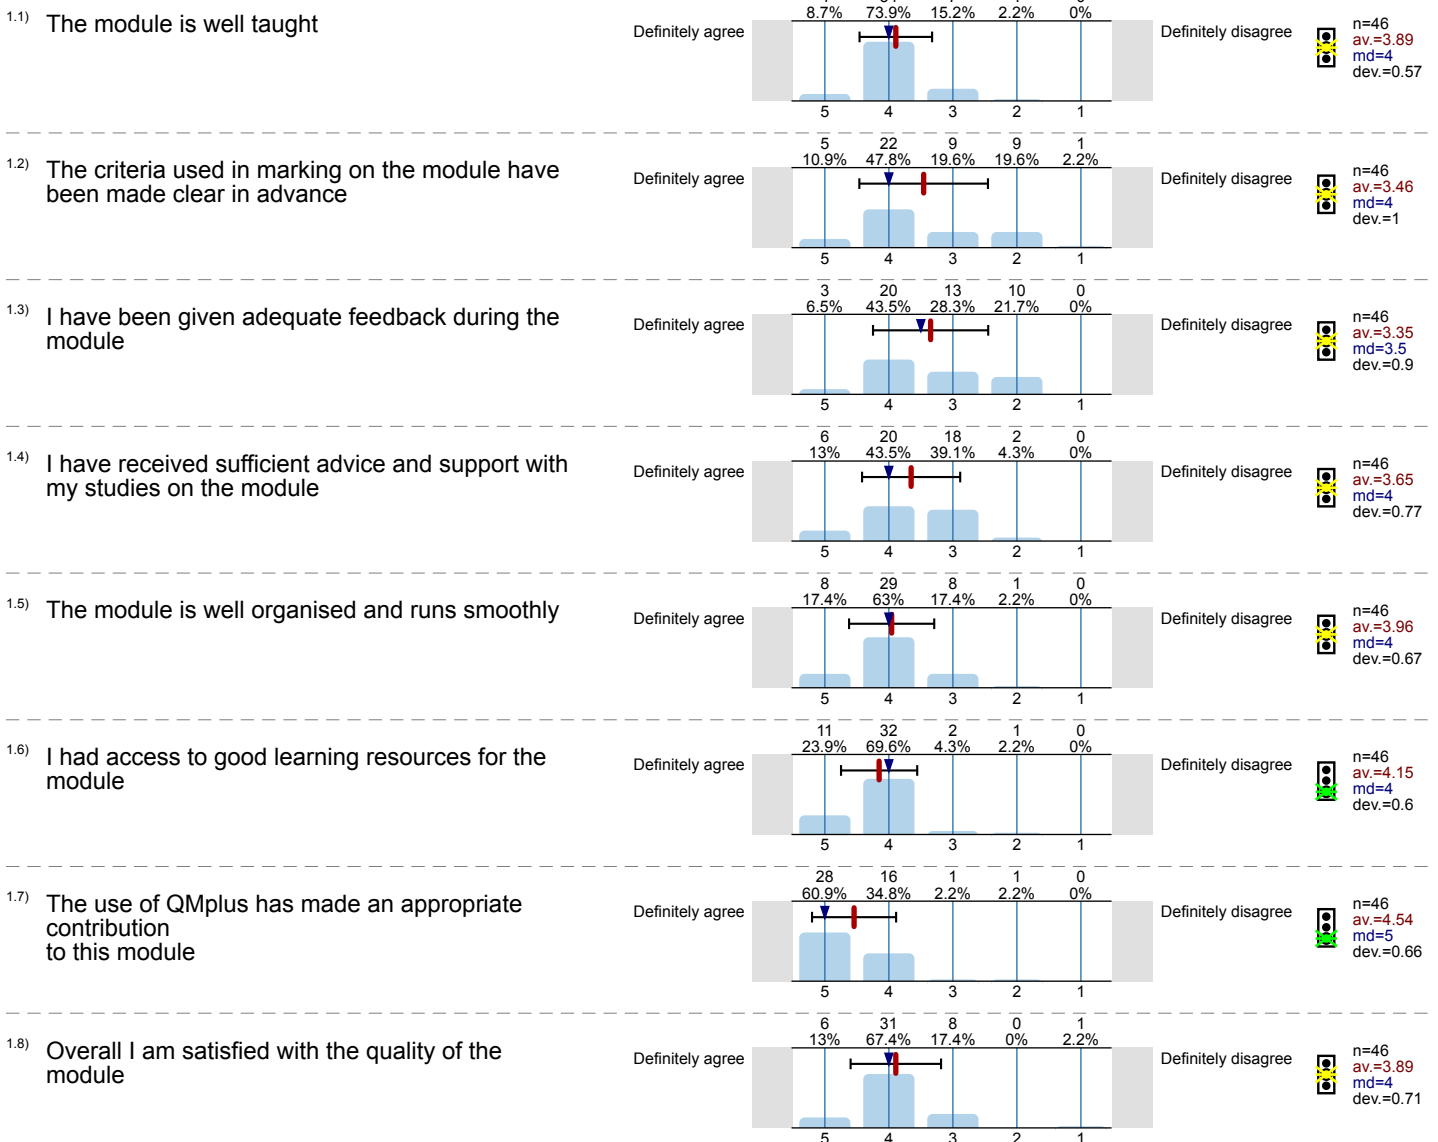 8.7% 73.9% 15.2% 2.2% 0%
1.1) The module is well taught
Definitely agree
Definitely disagree
n=46
av.=3.89
md=4
dev.=0.57
5 4 3 2 1
5 22 9 9 1
10.9% 47.8% 19.6% 19.6% 2.2%
1.2) The criteria used in marking on the module have
been made clear in advance
Definitely agree
Definitely disagree
n=46
av.=3.46
md=4
dev.=1
5 4 3 2 1
3 20 13 10 0
6.5% 43.5% 28.3% 21.7% 0%
1.3) I have been given adequate feedback during the
module
Definitely agree
Definitely disagree
n=46
av.=3.35
md=3.5
dev.=0.9
5 4 3 2 1
6 20 18 2 0
13% 43.5% 39.1% 4.3% 0%
1.4) I have received sufficient advice and support with
my studies on the module
Definitely agree
Definitely disagree
n=46
av.=3.65
md=4
dev.=0.77
5 4 3 2 1
8 29 8 1 0
17.4% 63% 17.4% 2.2% 0%
1.5) The module is well organised and runs smoothly
Definitely agree
Definitely disagree
n=46
av.=3.96
md=4
dev.=0.67
5 4 3 2 1
11 32 2 1 0
23.9% 69.6% 4.3% 2.2% 0%
1.6) I had access to good learning resources for the
module
Definitely agree
Definitely disagree
n=46
av.=4.15
md=4
dev.=0.6
5 4 3 2 1
28 16 1 1 0
60.9% 34.8% 2.2% 2.2% 0%
1.7) The use of QMplus has made an appropriate
contribution
to this module
Definitely agree
Definitely disagree
n=46
av.=4.54
md=5
dev.=0.66
5 4 3 2 1
6 31 8 0 1
13% 67.4% 17.4% 0% 2.2%
1.8) Overall I am satisfied with the quality of the
module
Definitely agree
Definitely disagree
n=46
av.=3.89
md=4
dev.=0.71
5 4 3 2 1